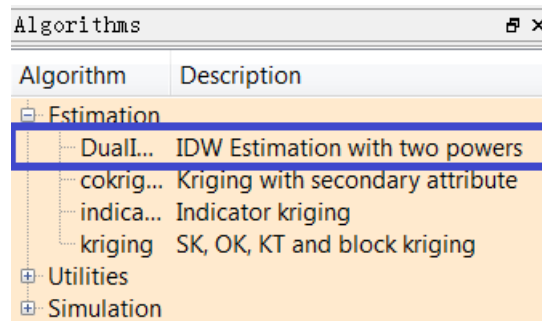 Algorithms
Algorithm Description
Estimation
DualI... IDW Estimation with two powers
cokrig... Kriging with secondary attribute
indica... Indicator kriging
kriging SK, OK, KT and block kriging
Utilities
Simulation